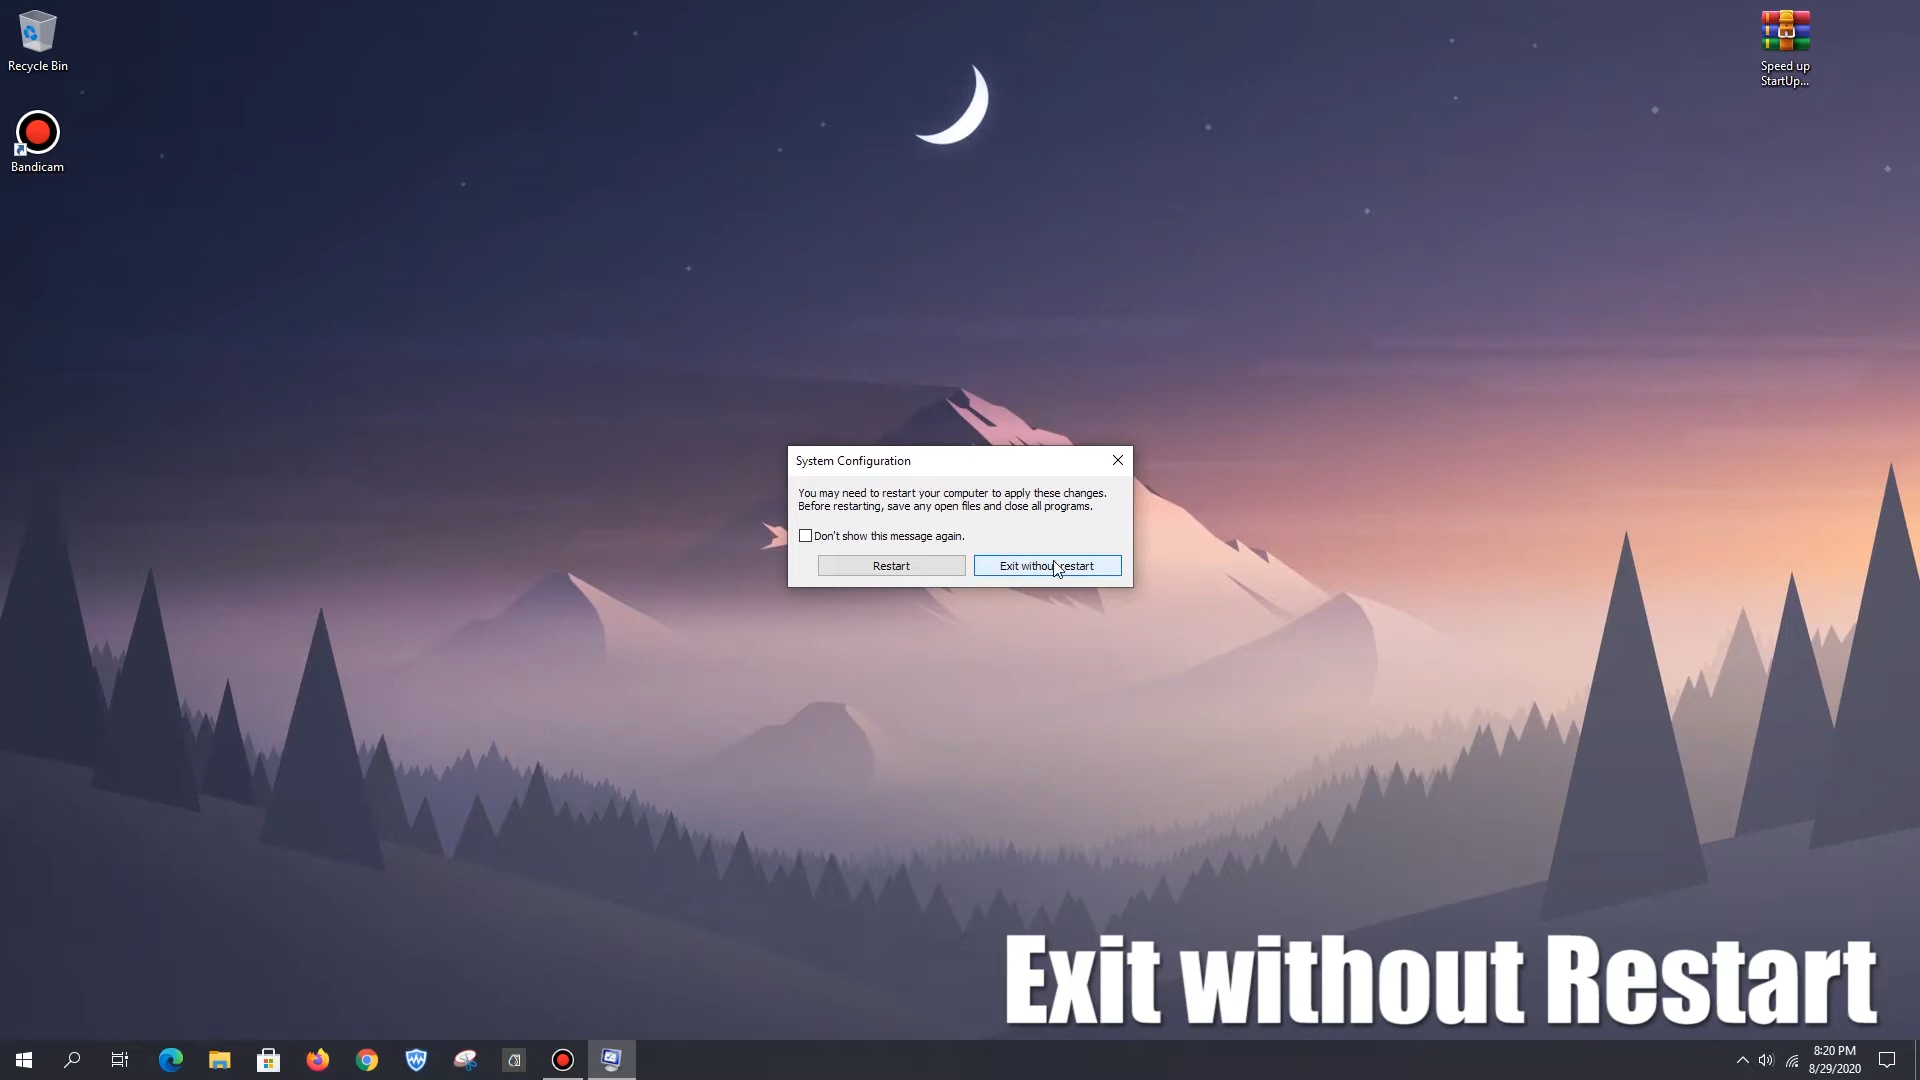 Recycle Bin
Bandicam
Speed up
StartUp...
System Configuration
You may need to restart your computer to apply these changes.
Before restarting, save any open files and close all programs.
Don't show this message again.
Restart
Exit without restart
Exit without Restart
8:20 PM
8/29/2020